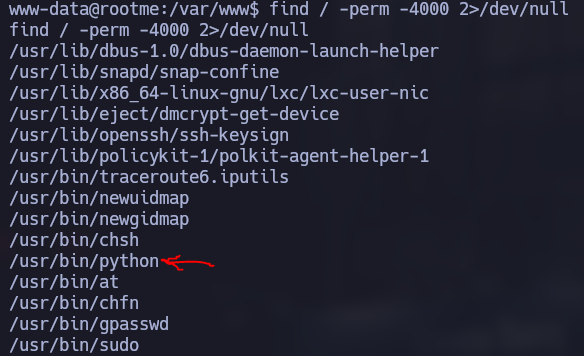 www-data@rootme:/var/www$ find / -perm -4000 2>/dev/null
find / -perm -4000 2>/dev/null
/usr/lib/dbus-1.0/dbus-daemon-launch-helper
/usr/lib/snapd/snap-confine
/usr/lib/x86_64-linux-gnu/lxc/lxc-user-nic
/usr/lib/eject/dmcrypt-get-device
/usr/lib/openssh/ssh-keysign
/usr/lib/policykit-1/polkit-agent-helper-1
/usr/bin/traceroute6.iputils
/usr/bin/newuidmap
/usr/bin/newgidmap
/usr/bin/chsh
/usr/bin/python
/usr/bin/at
/usr/bin/chfn
/usr/bin/gpasswd
/usr/bin/sudo